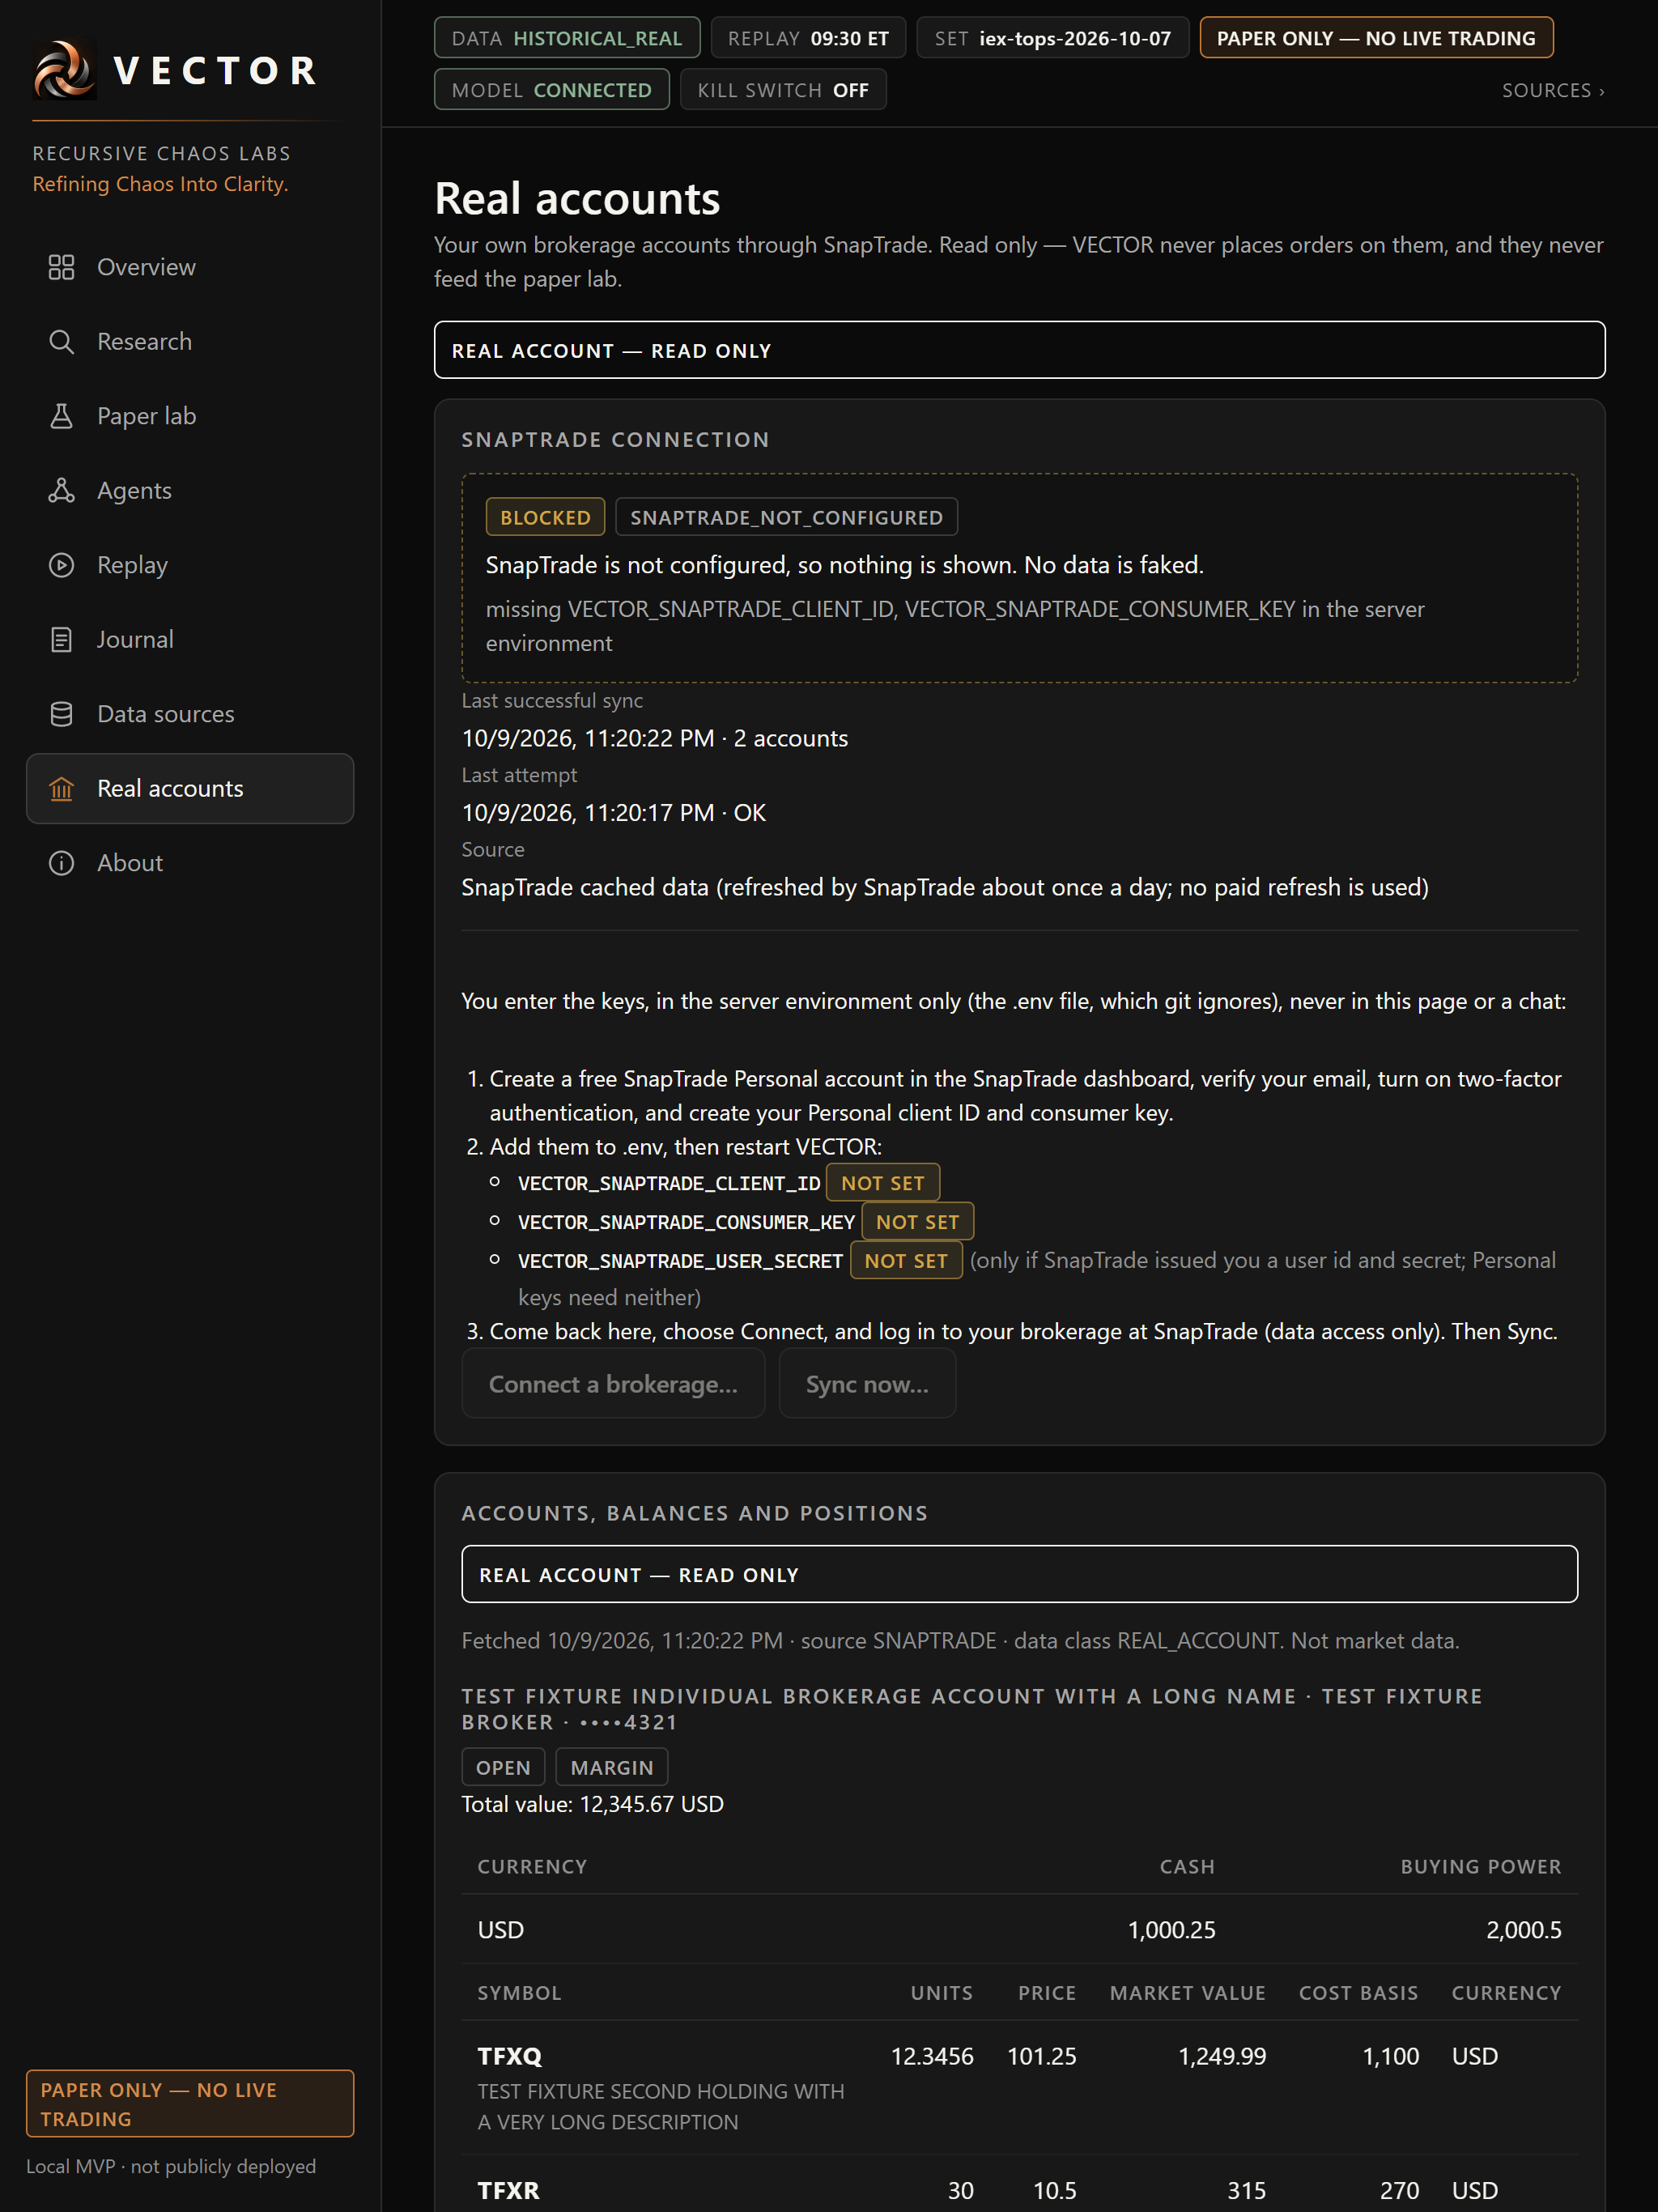 VECTOR
RECURSIVE CHAOS LABS
Refining Chaos Into Clarity.
Overview
Research
Paper lab
Agents
Replay
Journal
Data sources
Real accounts
About
PAPER ONLY — NO LIVE
TRADING
Local MVP · not publicly deployed
DATA HISTORICAL_REAL
REPLAY 09:30 ET
SET iex-tops-2026-10-07
PAPER ONLY — NO LIVE TRADING
MODEL CONNECTED
KILL SWITCH OFF
SOURCES ›
Real accounts
Your own brokerage accounts through SnapTrade. Read only — VECTOR never places orders on them, and they never
feed the paper lab.
REAL ACCOUNT — READ ONLY
SNAPTRADE CONNECTION
BLOCKED SNAPTRADE_NOT_CONFIGURED
SnapTrade is not configured, so nothing is shown. No data is faked.
missing VECTOR_SNAPTRADE_CLIENT_ID, VECTOR_SNAPTRADE_CONSUMER_KEY in the server
environment
Last successful sync
10/9/2026, 11:20:22 PM · 2 accounts
Last attempt
10/9/2026, 11:20:17 PM · OK
Source
SnapTrade cached data (refreshed by SnapTrade about once a day; no paid refresh is used)
You enter the keys, in the server environment only (the .env file, which git ignores), never in this page or a chat:
1. Create a free SnapTrade Personal account in the SnapTrade dashboard, verify your email, turn on two-factor
authentication, and create your Personal client ID and consumer key.
2. Add them to .env, then restart VECTOR:
VECTOR_SNAPTRADE_CLIENT_ID NOT SET
VECTOR_SNAPTRADE_CONSUMER_KEY NOT SET
VECTOR_SNAPTRADE_USER_SECRET NOT SET (only if SnapTrade issued you a user id and secret; Personal
keys need neither)
3. Come back here, choose Connect, and log in to your brokerage at SnapTrade (data access only). Then Sync.
Connect a brokerage... Sync now...
ACCOUNTS, BALANCES AND POSITIONS
REAL ACCOUNT — READ ONLY
Fetched 10/9/2026, 11:20:22 PM · source SNAPTRADE · data class REAL_ACCOUNT. Not market data.
TEST FIXTURE INDIVIDUAL BROKERAGE ACCOUNT WITH A LONG NAME · TEST FIXTURE
BROKER · ••••4321
OPEN MARGIN
Total value: 12,345.67 USD
CURRENCY CASH BUYING POWER
USD 1,000.25 2,000.5
SYMBOL UNITS PRICE MARKET VALUE COST BASIS CURRENCY
TFXQ 12.3456 101.25 1,249.99 1,100 USD
TEST FIXTURE SECOND HOLDING WITH
A VERY LONG DESCRIPTION
TFXR 30 10.5 315 270 USD